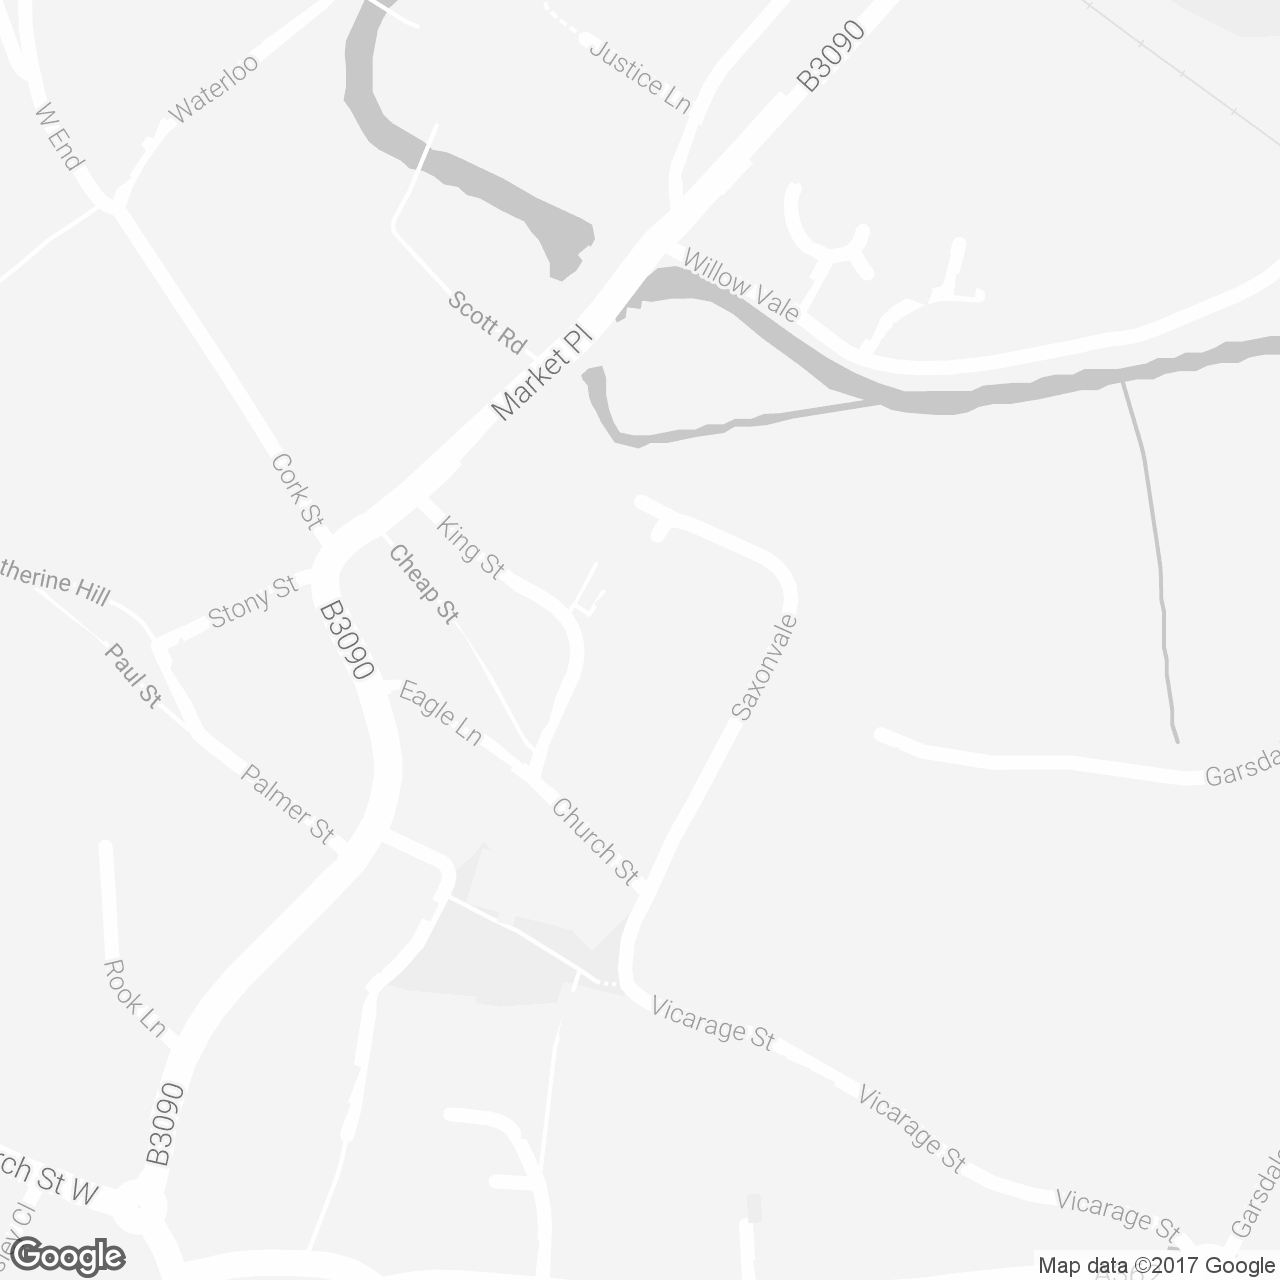 Justice Ln
B3090
Waterloo
W End
Willow Vale
Scott Rd
Market Pl
Cork St
King St
Cheap St
therine Hill
Stony St
B3090
Paul St
Saxonvale
Eagle Ln
Garsda
Palmer St
Church St
Rook Ln
Vicarage St
B3090
Vicarage St
rch St W
Vicarage St
Garsdale
Google
Map data ©2017 Google